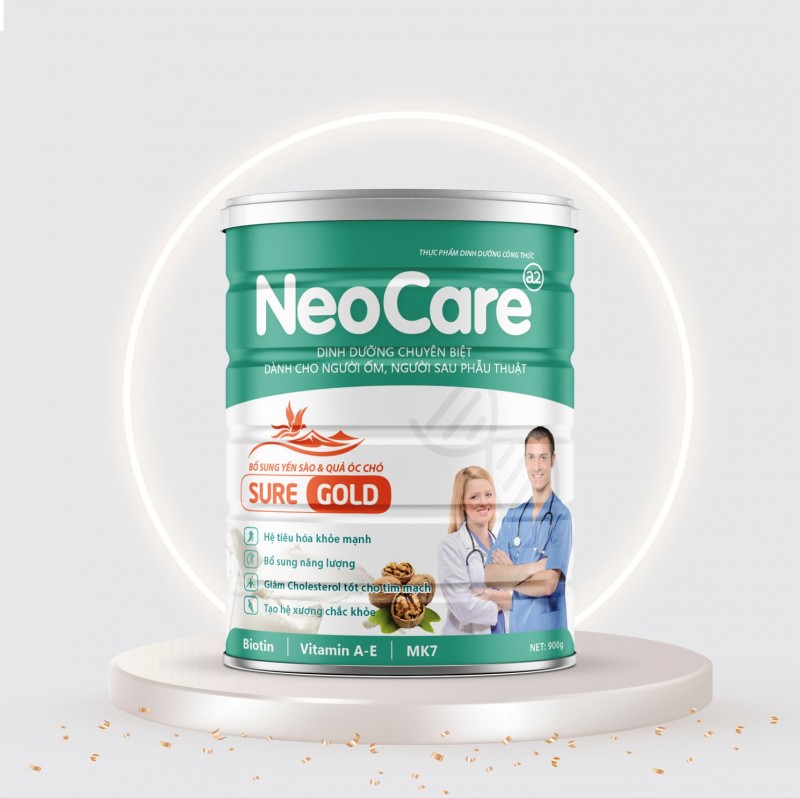 THỰC PHẨM DINH DƯỠNG CÔNG THỨC
NeoCare a2
DINH DƯỠNG CHUYÊN BIỆT
DÀNH CHO NGƯỜI ỐM, NGƯỜI SAU PHẪU THUẬT
BỔ SUNG YẾN SÀO & QUẢ ÓC CHÓ
SURE GOLD
Hệ tiêu hóa khỏe mạnh
Bổ sung năng lượng
Giảm Cholesterol tốt cho tim mạch
Tạo hệ xương chắc khỏe
Biotin | Vitamin A-E | MK7
NET: 900g